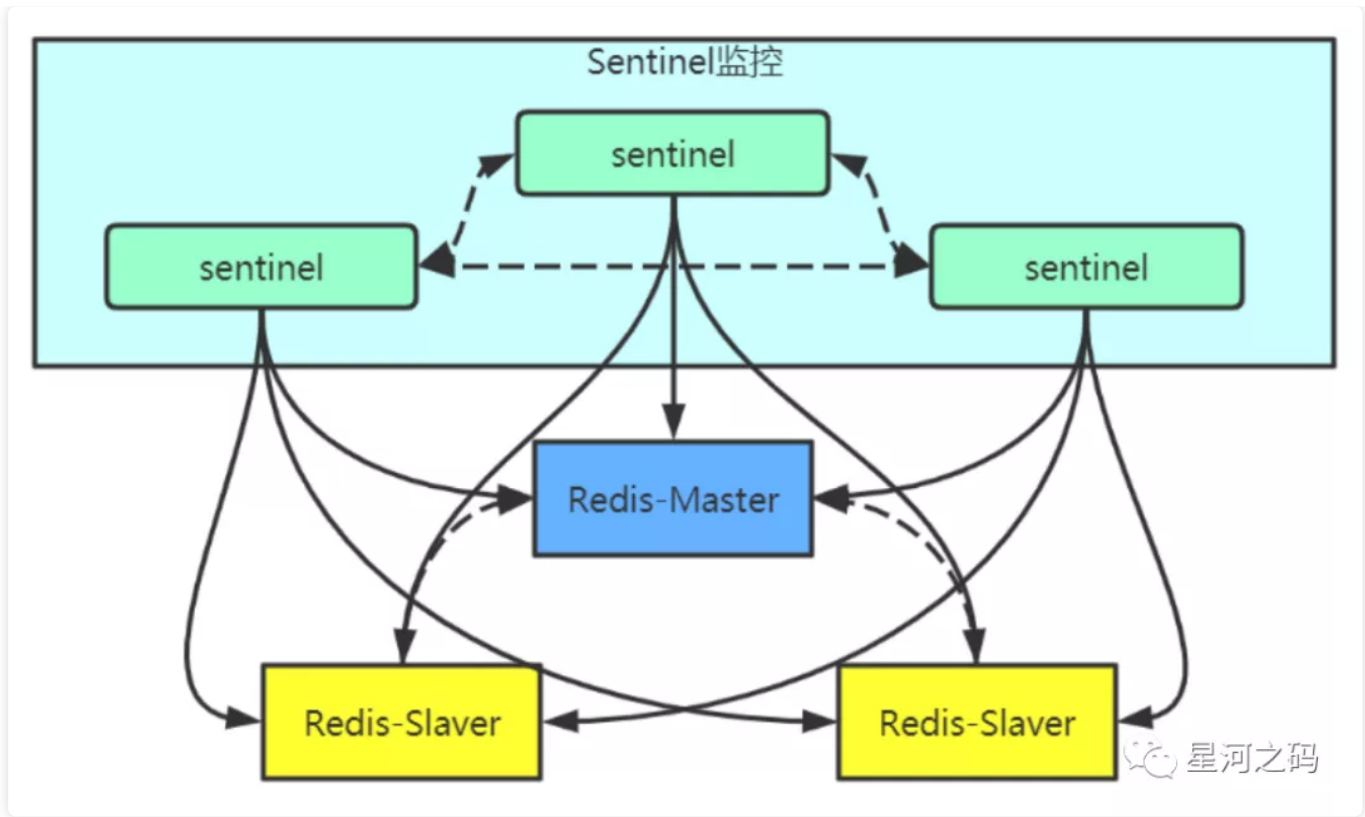 Sentinel监控
sentinel
sentinel
sentinel
Redis-Master
Redis-Slaver
Redis-Slaver
星河之码